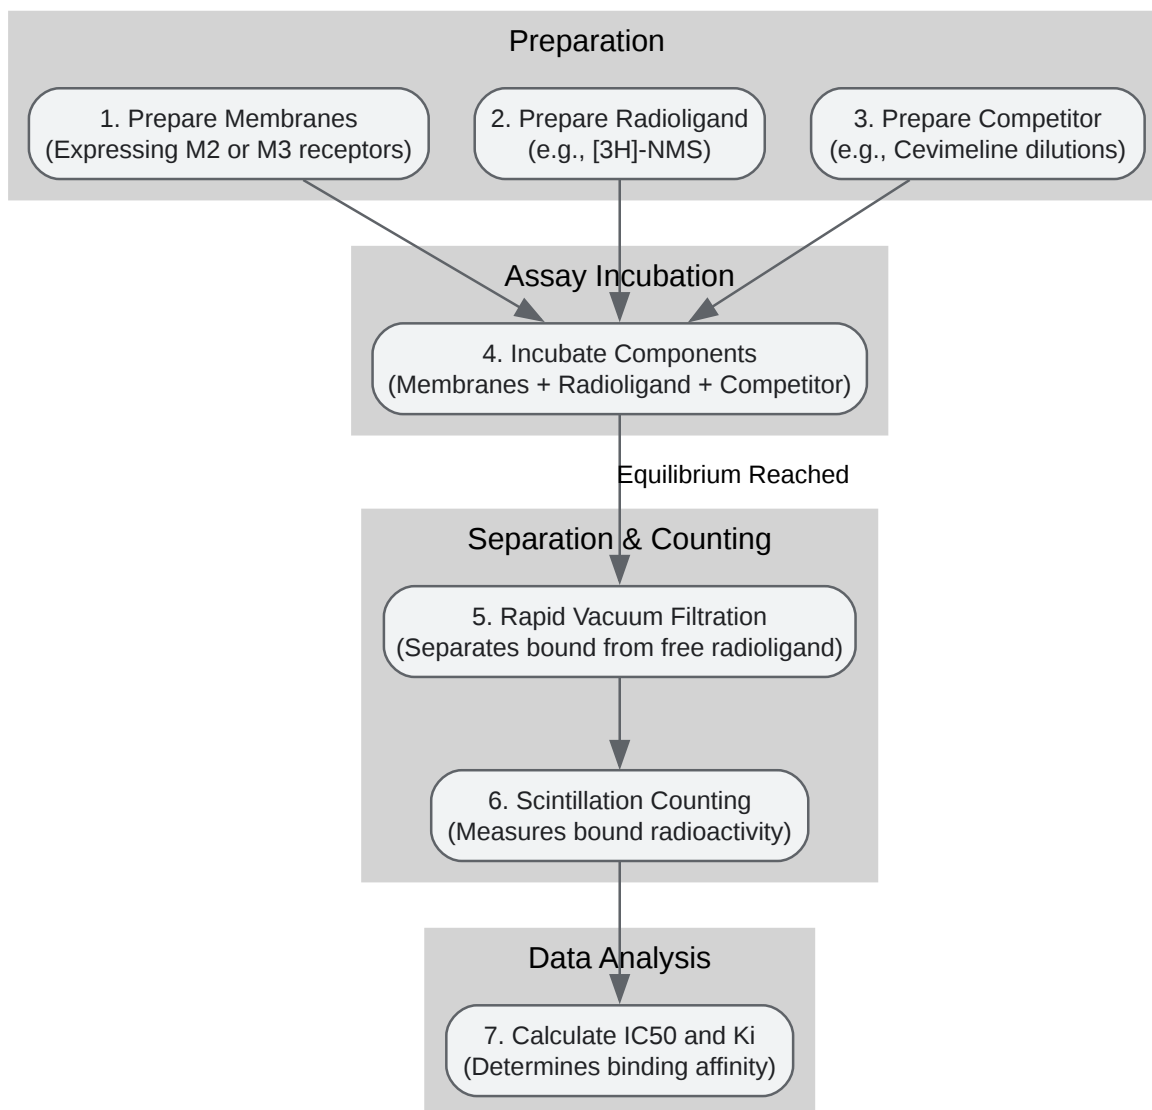 Preparation
1. Prepare Membranes
(Expressing M2 or M3 receptors)
2. Prepare Radioligand
(e.g., [3H]-NMS)
3. Prepare Competitor
(e.g., Cevimeline dilutions)
Assay Incubation
4. Incubate Components
(Membranes + Radioligand + Competitor)
Equilibrium Reached
Separation & Counting
5. Rapid Vacuum Filtration
(Separates bound from free radioligand)
6. Scintillation Counting
(Measures bound radioactivity)
Data Analysis
7. Calculate IC50 and Ki
(Determines binding affinity)